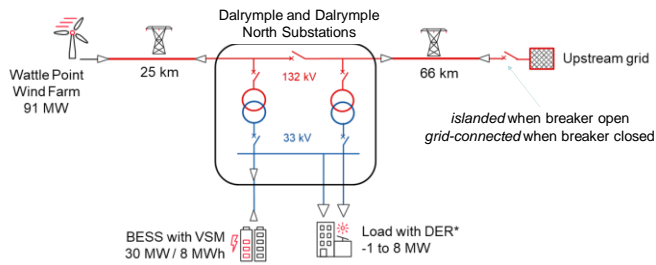 Dalrymple and Dalrymple
North Substations
Wattle Point
Wind Farm
91 MW
25 km
132 kV
66 km
Upstream grid
islanded when breaker open
grid-connected when breaker closed
33 kV
BESS with VSM
30 MW / 8 MWh
Load with DER*
-1 to 8 MW